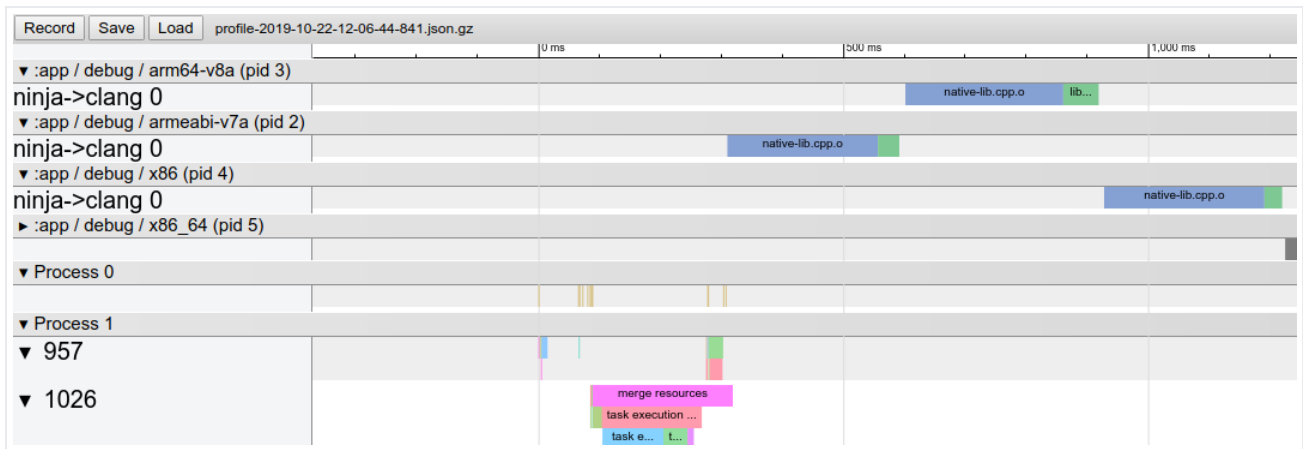 Record Save Load profile-2019-10-22-12-06-44-841.json.gz
0 ms 500 ms 1,000 ms
▾ :app / debug / arm64-v8a (pid 3)
ninja->clang 0 native-lib.cpp.o lib...
▾ :app / debug / armeabi-v7a (pid 2)
ninja->clang 0 native-lib.cpp.o
▾ :app / debug / x86 (pid 4)
ninja->clang 0 native-lib.cpp.o
▸ :app / debug / x86_64 (pid 5)
▾ Process 0
▾ Process 1
▾ 957
▾ 1026 merge resources
task execution ...
task e... t...